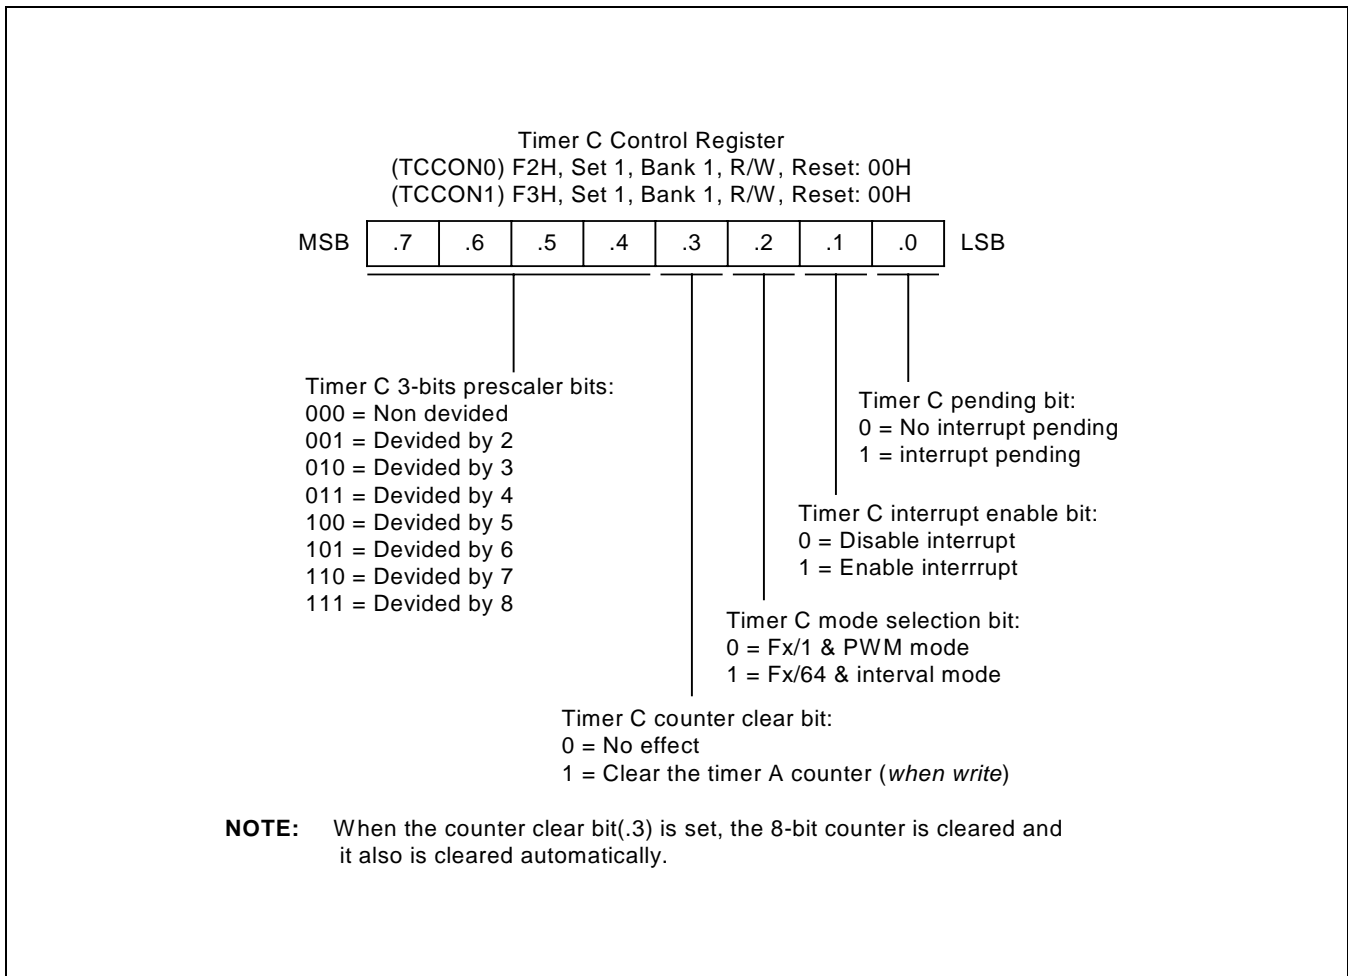 Timer C Control Register
(TCCON0) F2H, Set 1, Bank 1, R/W, Reset: 00H
(TCCON1) F3H, Set 1, Bank 1, R/W, Reset: 00H
MSB .7 .6 .5 .4 .3 .2 .1 .0 LSB
Timer C 3-bits prescaler bits:
000 = Non devided
001 = Devided by 2
010 = Devided by 3
011 = Devided by 4
100 = Devided by 5
101 = Devided by 6
110 = Devided by 7
111 = Devided by 8
Timer C pending bit:
0 = No interrupt pending
1 = interrupt pending
Timer C interrupt enable bit:
0 = Disable interrupt
1 = Enable interrrupt
Timer C mode selection bit:
0 = Fx/1 & PWM mode
1 = Fx/64 & interval mode
Timer C counter clear bit:
0 = No effect
1 = Clear the timer A counter (when write)
NOTE: When the counter clear bit(.3) is set, the 8-bit counter is cleared and
it also is cleared automatically.